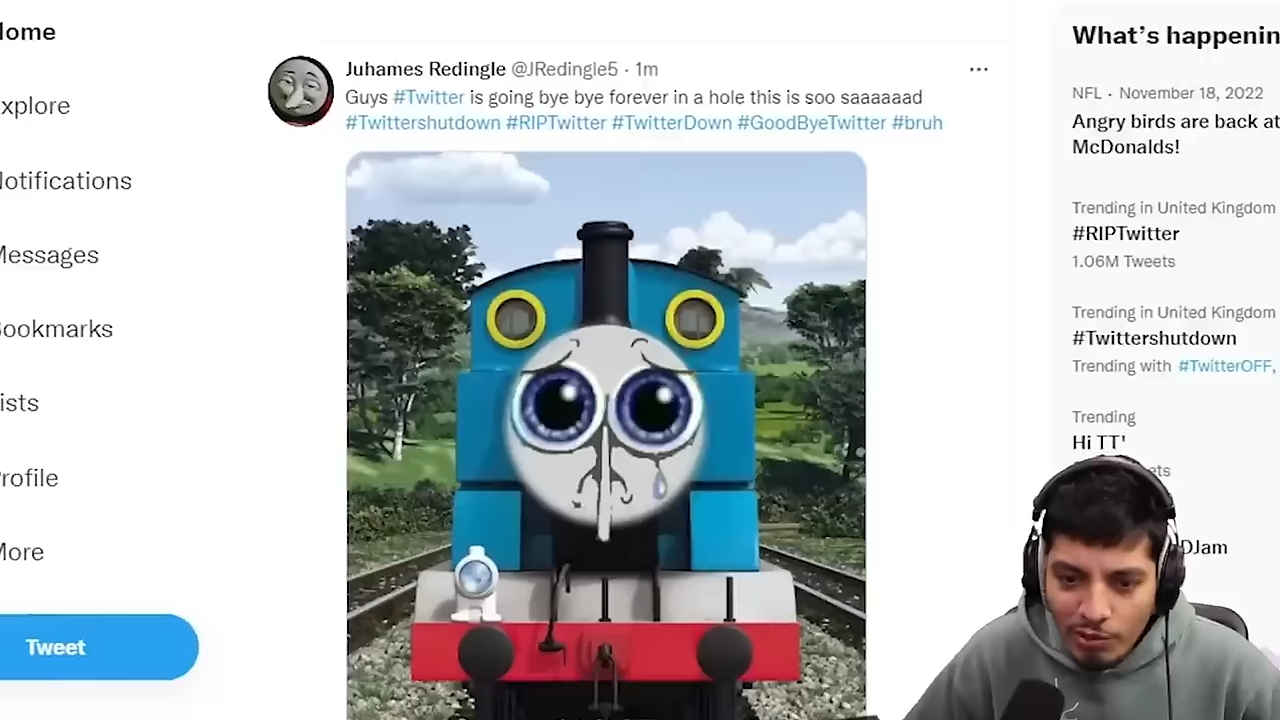 Home
Explore
Notifications
Messages
Bookmarks
Lists
Profile
More
Tweet
Juhames Redingle @JRedingle5 · 1m
Guys #Twitter is going bye bye forever in a hole this is soo saaaaaad
#Twittershutdown #RIPTwitter #TwitterDown #GoodByeTwitter #bruh
What's happenin
NFL · November 18, 2022
Angry birds are back at
McDonalds!
Trending in United Kingdom
#RIPTwitter
1.06M Tweets
Trending in United Kingdom
#Twittershutdown
Trending with #TwitterOFF,
Trending
Hi TT'
ets
DJam